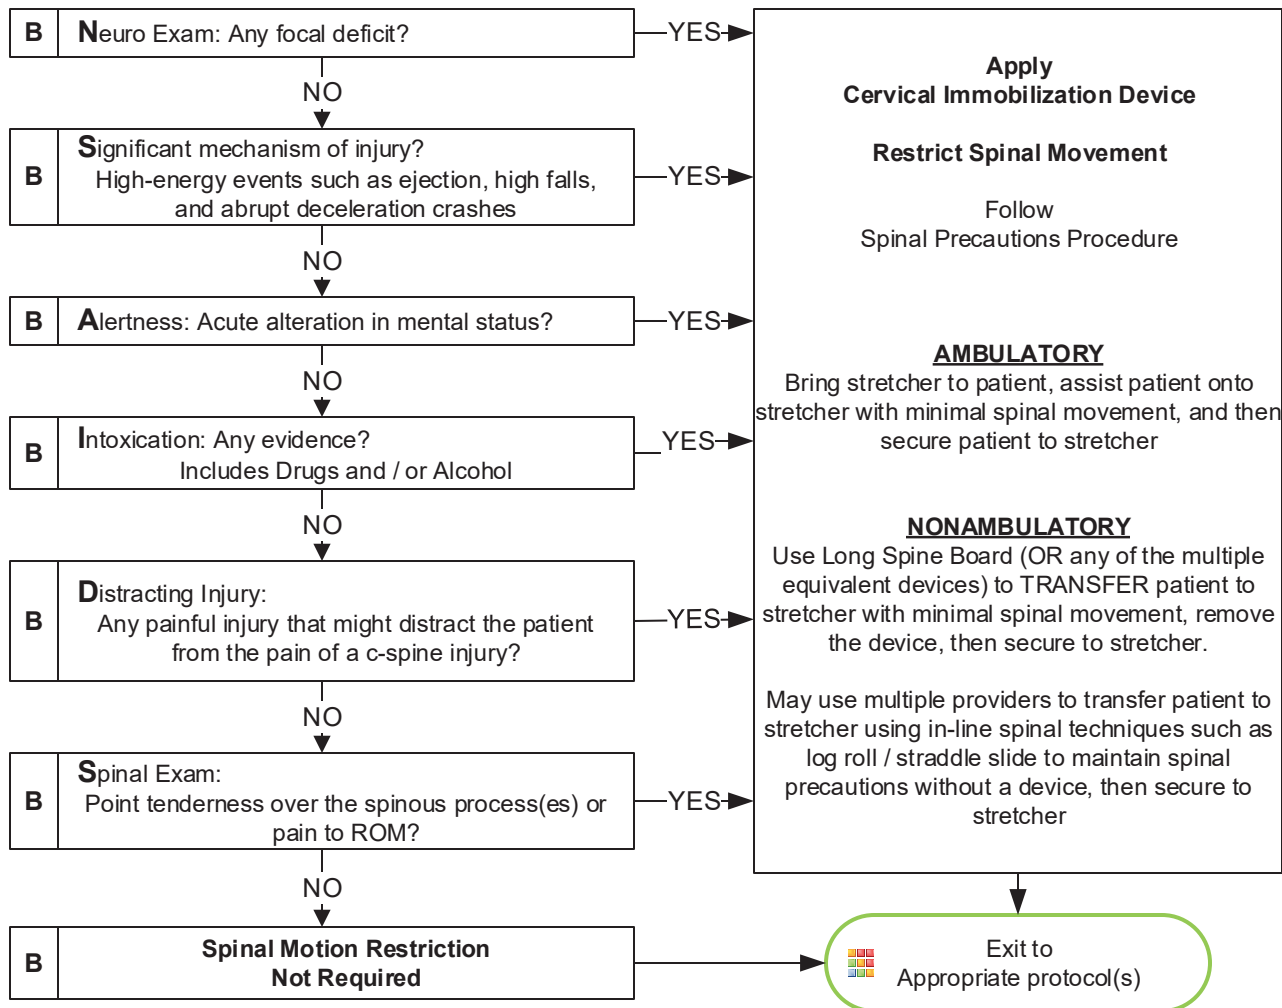 B
Neuro Exam: Any focal deficit?
YES
NO
B
Significant mechanism of injury?
High-energy events such as ejection, high falls,
and abrupt deceleration crashes
YES
NO
B
Alertness: Acute alteration in mental status?
YES
NO
B
Intoxication: Any evidence?
Includes Drugs and / or Alcohol
YES
NO
B
Distracting Injury:
Any painful injury that might distract the patient
from the pain of a c-spine injury?
YES
NO
B
Spinal Exam:
Point tenderness over the spinous process(es) or
pain to ROM?
YES
NO
B
Spinal Motion Restriction
Not Required
Apply
Cervical Immobilization Device
Restrict Spinal Movement
Follow
Spinal Precautions Procedure
AMBULATORY
Bring stretcher to patient, assist patient onto
stretcher with minimal spinal movement, and then
secure patient to stretcher
NONAMBULATORY
Use Long Spine Board (OR any of the multiple
equivalent devices) to TRANSFER patient to
stretcher with minimal spinal movement, remove
the device, then secure to stretcher.
May use multiple providers to transfer patient to
stretcher using in-line spinal techniques such as
log roll / straddle slide to maintain spinal
precautions without a device, then secure to
stretcher
Exit to
Appropriate protocol(s)